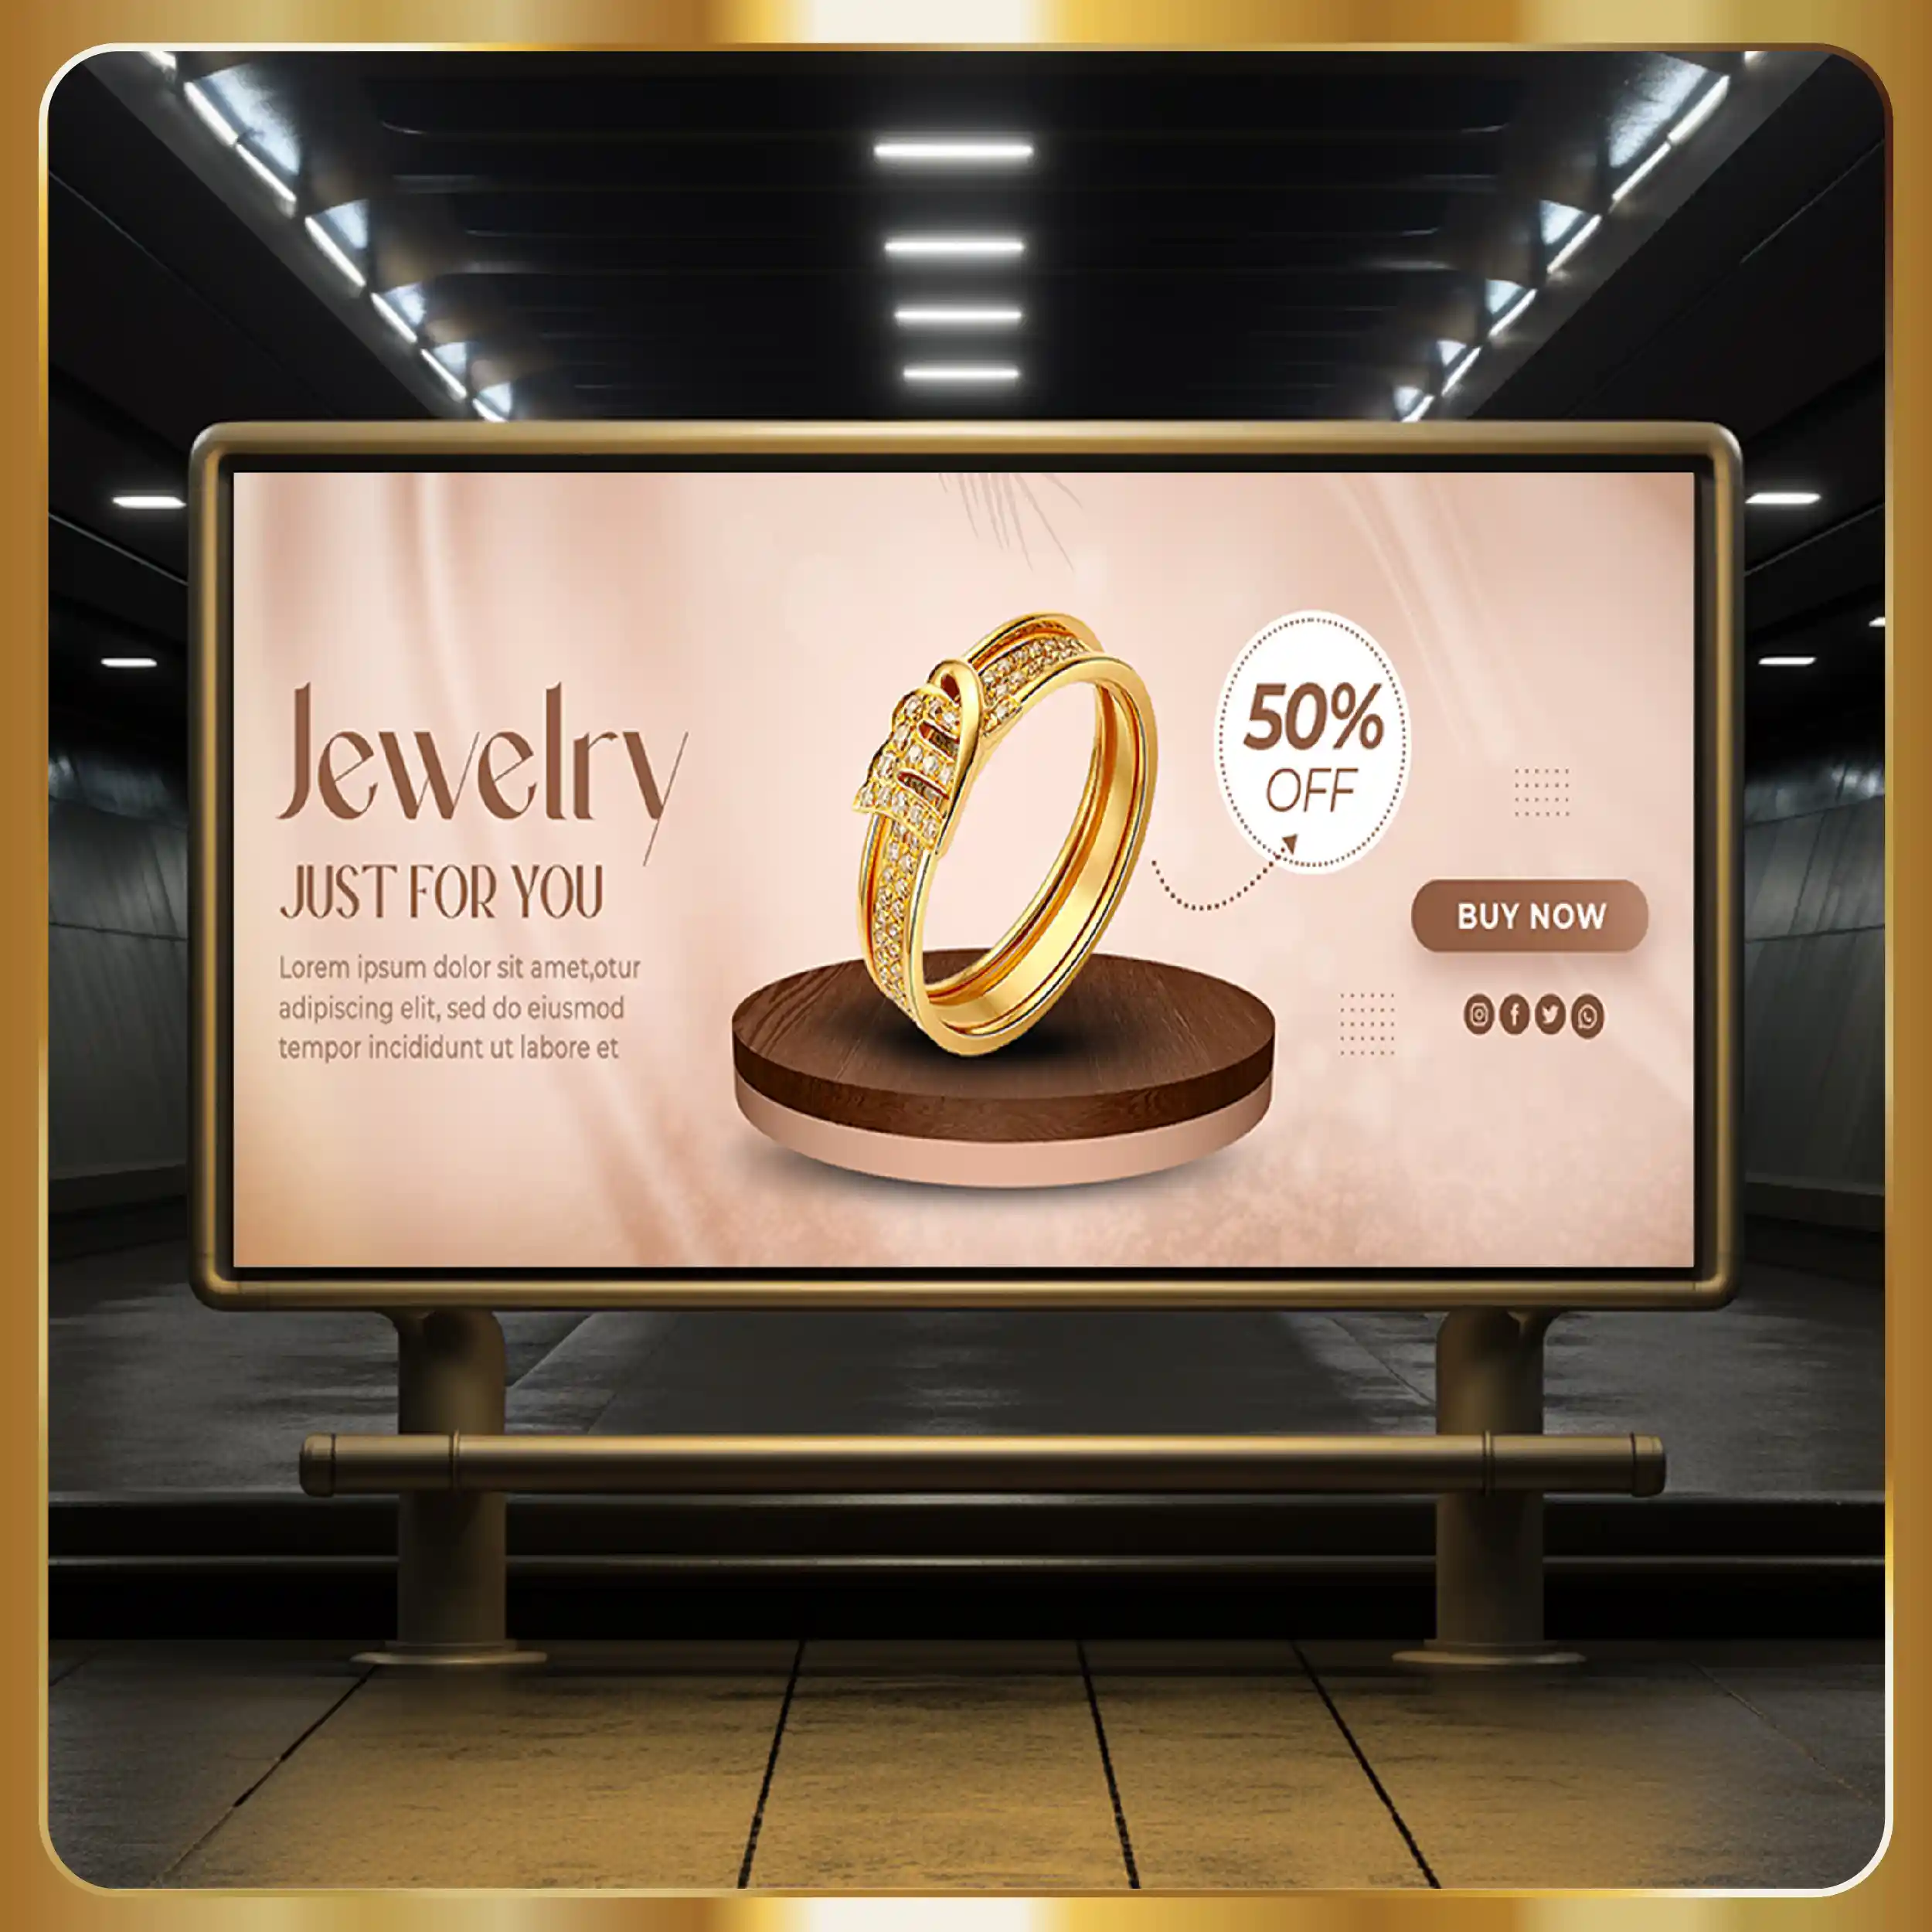 Jewelry
JUST FOR YOU
Lorem ipsum dolor sit amet,otur
adipiscing elit, sed do eiusmod
tempor incididunt ut labore et
50%
OFF
BUY NOW